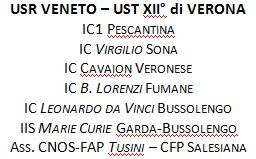 USR VENETO – UST XII° di VERONA
IC1 PESCANTINA
IC VIRGILIO SONA
IC CAVAION VERONESE
IC B. LORENZI FUMANE
IC LEONARDO DA VINCI BUSSOLENGO
IIS MARIE CURIE GARDA-BUSSOLENGO
ASS. CNOS-FAP TUSINI – CFP SALESIANA